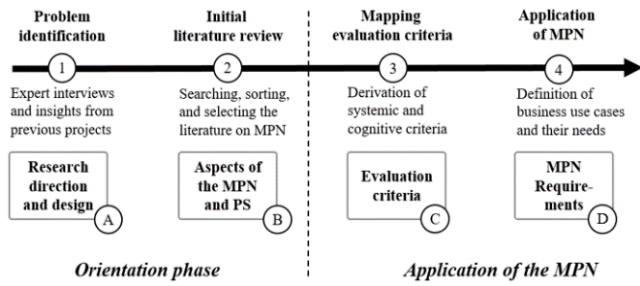 Problem
identification
Initial
literature review
Mapping
evaluation criteria
Application
of MPN
1
2
3
4
Expert interviews
and insights from
previous projects
Searching, sorting,
and selecting the
literature on MPN
Derivation of
systemic and
cognitive criteria
Definition of
business use cases
and their needs
Research
direction
and design
A
Aspects of
the MPN
and PS
B
Evaluation
criteria
C
MPN
Require-
ments
D
Orientation phase
Application of the MPN